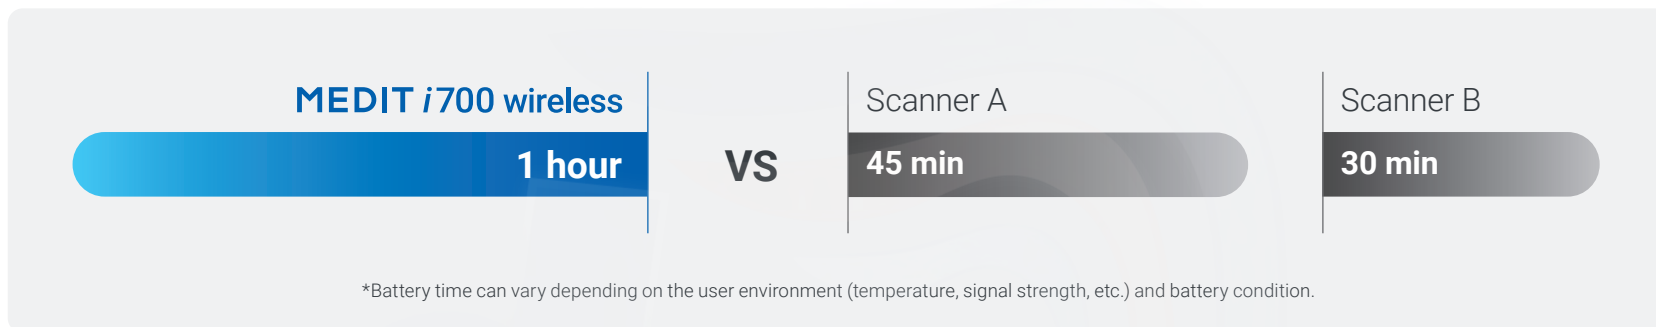 MEDIT i700 wireless
1 hour
VS
Scanner A
45 min
Scanner B
30 min
*Battery time can vary depending on the user environment (temperature, signal strength, etc.) and battery condition.